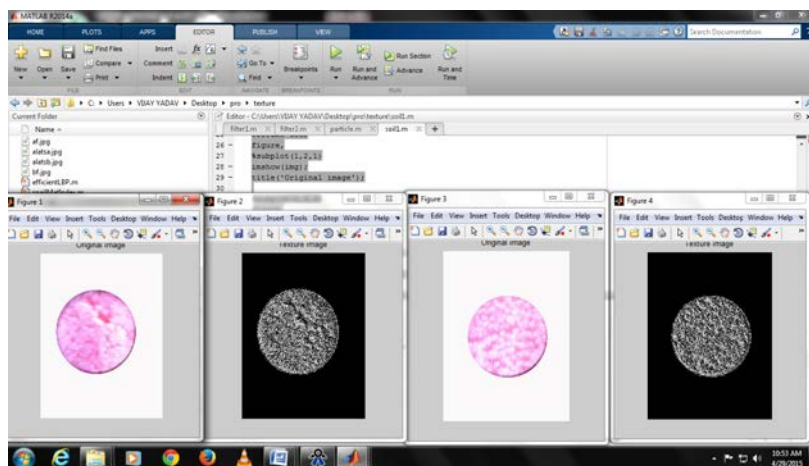 MATLAB R2014a
HOME PLOTS APPS EDITOR PUBLISH VIEW
Search Documentation
Find Files
Compare
Print
Insert fx
Comment
Indent
Go To
Find
New Open Save
Breakpoints
Run Run and Advance
Run Section
Advance
Run and Time
FILE EDIT NAVIGATE BREAKPOINTS RUN
C: Users VIJAY YADAV Desktop pro texture
Current Folder
Name
af.jpg
alatsa.jpg
alatsb.jpg
bf.jpg
efficientLBP.m
Editor - C:\Users\VIJAY YADAV\Desktop\pro\texture\soil1.m
filter1.m filter2.m particle.m soil1.m
26 - figure,
27 %subplot(1,2,1)
28 - imshow(img);
29 - title('Original image');
30
Figure 1
File Edit View Insert Tools Desktop Window Help
Original image
Figure 2
File Edit View Insert Tools Desktop Window Help
Texture image
Figure 3
File Edit View Insert Tools Desktop Window Help
Original image
Figure 4
File Edit View Insert Tools Desktop Window Help
Texture image
10:53 AM
4/29/2015